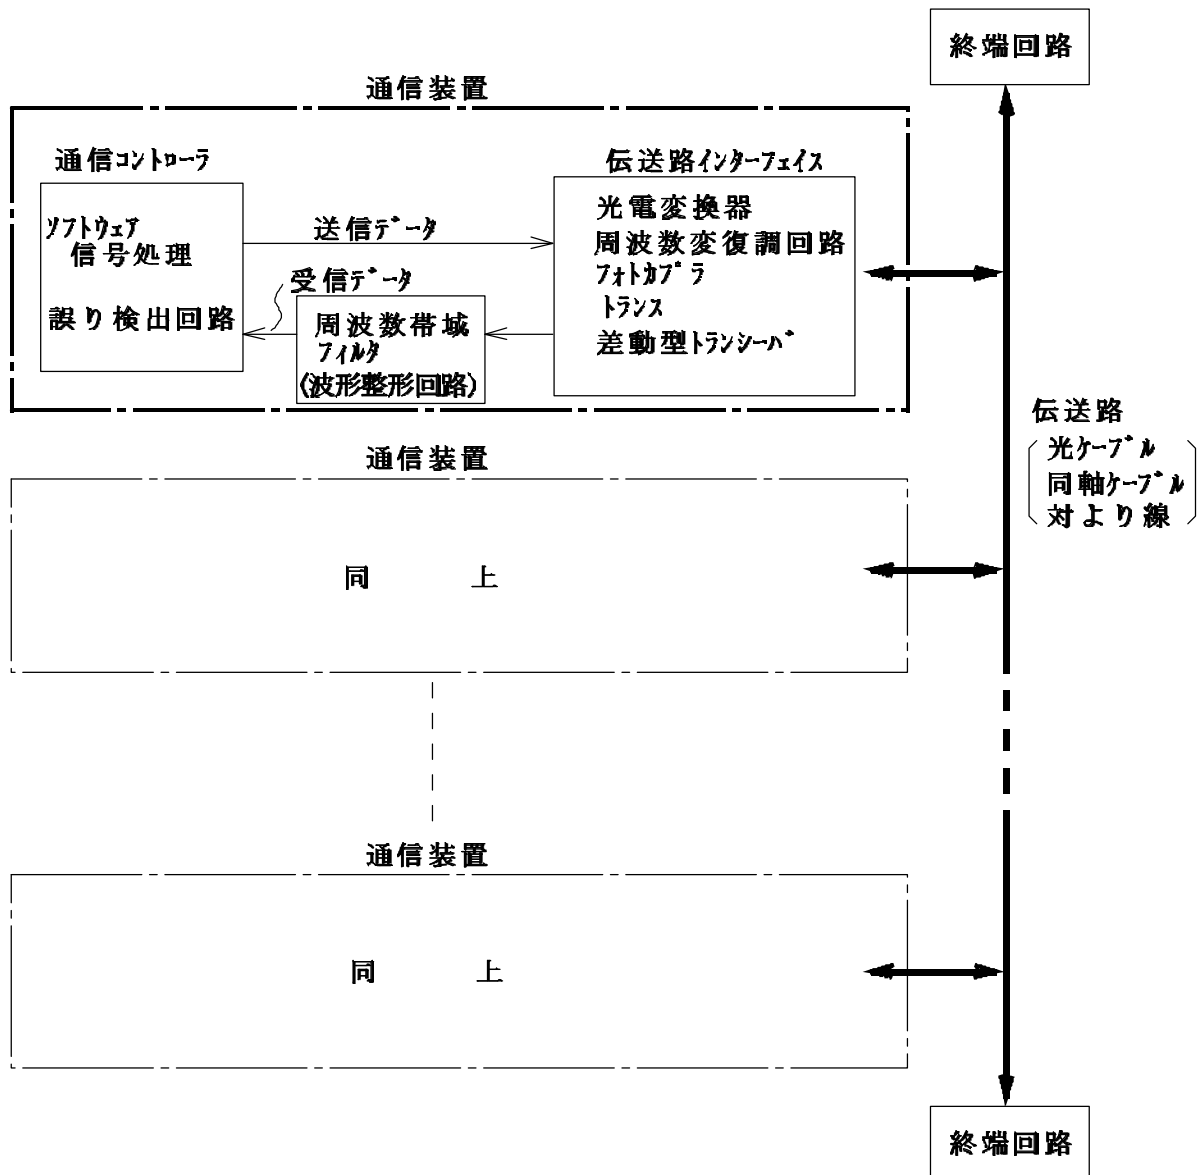 終端回路
通信装置
通信コントローラ
伝送路インターフェイス
ソフトウェア
信号処理
誤り検出回路
送信データ
受信データ
周波数帯域
フィルタ
(波形整形回路)
光電変換器
周波数変復調回路
フォトカプラ
トランス
差動型トランシーバ
伝送路
光ケーブル
同軸ケーブル
対より線
通信装置
同 上
通信装置
同 上
終端回路